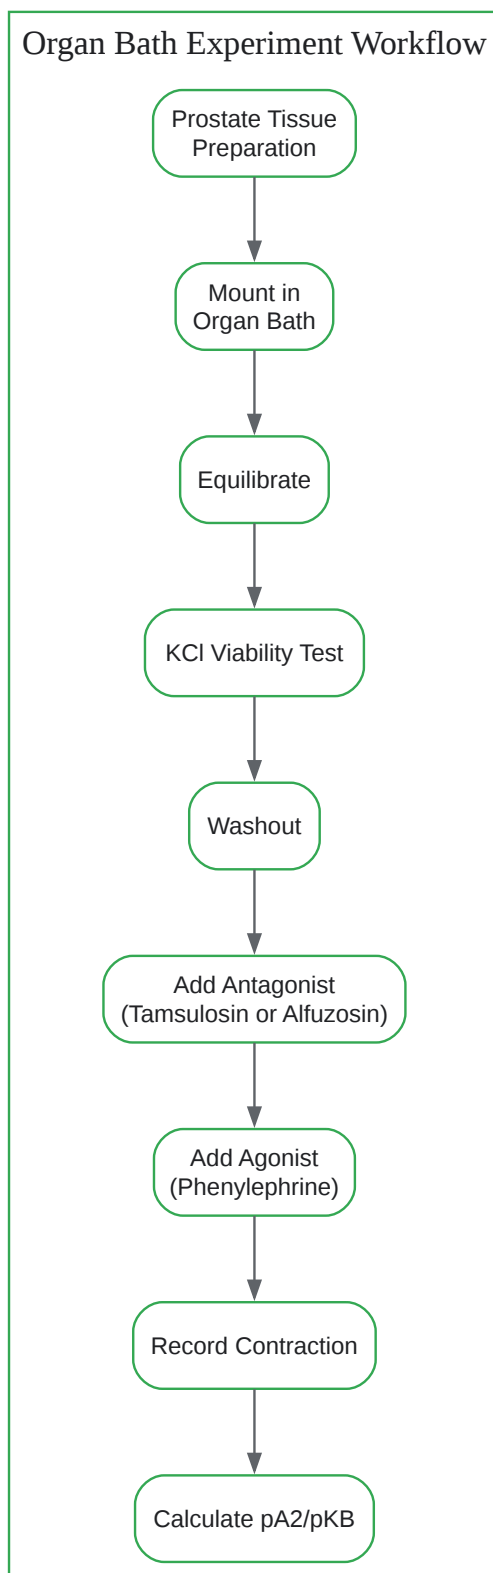 Organ Bath Experiment Workflow
Prostate Tissue
Preparation
Mount in
Organ Bath
Equilibrate
KCl Viability Test
Washout
Add Antagonist
(Tamsulosin or Alfuzosin)
Add Agonist
(Phenylephrine)
Record Contraction
Calculate pA2/pKB